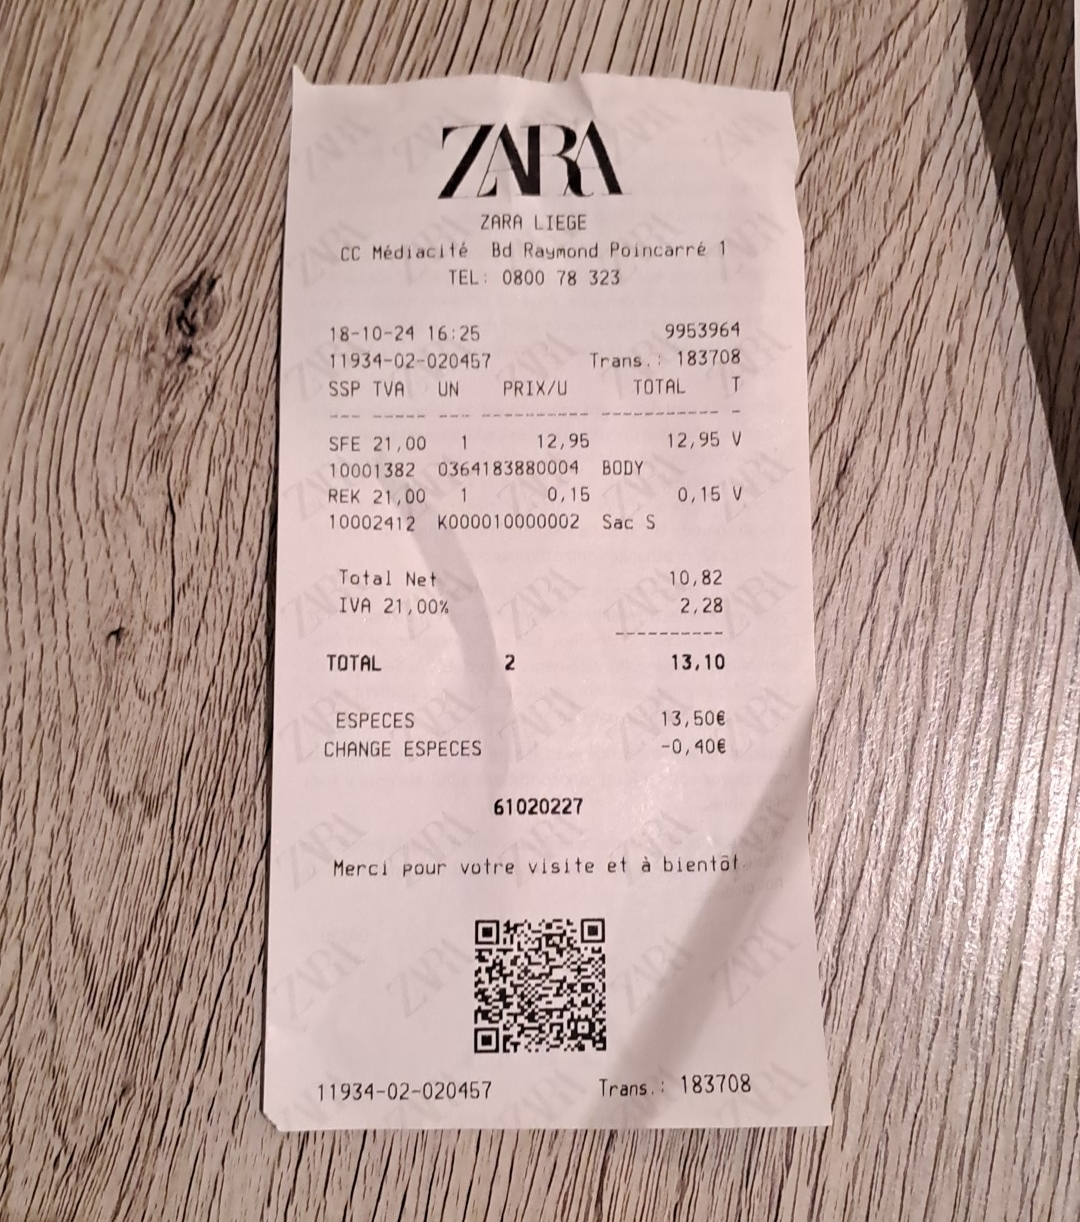 ZARA
ZARA LIEGE
CC Médiacité Bd Raymond Poincarré 1
TEL: 0800 78 323
18-10-24 16:25 9953964
11934-02-020457 Trans.: 183708
SSP TVA UN PRIX/U TOTAL T
--- ----- --- ---------- ----------- -
SFE 21,00 1 12,95 12,95 V
10001382 0364183880004 BODY
REK 21,00 1 0,15 0,15 V
10002412 K000010000002 Sac S
Total Net 10,82
IVA 21,00% 2,28
----------
TOTAL 2 13,10
ESPECES 13,50€
CHANGE ESPECES -0,40€
61020227
Merci pour votre visite et à bientôt.
11934-02-020457 Trans.: 183708